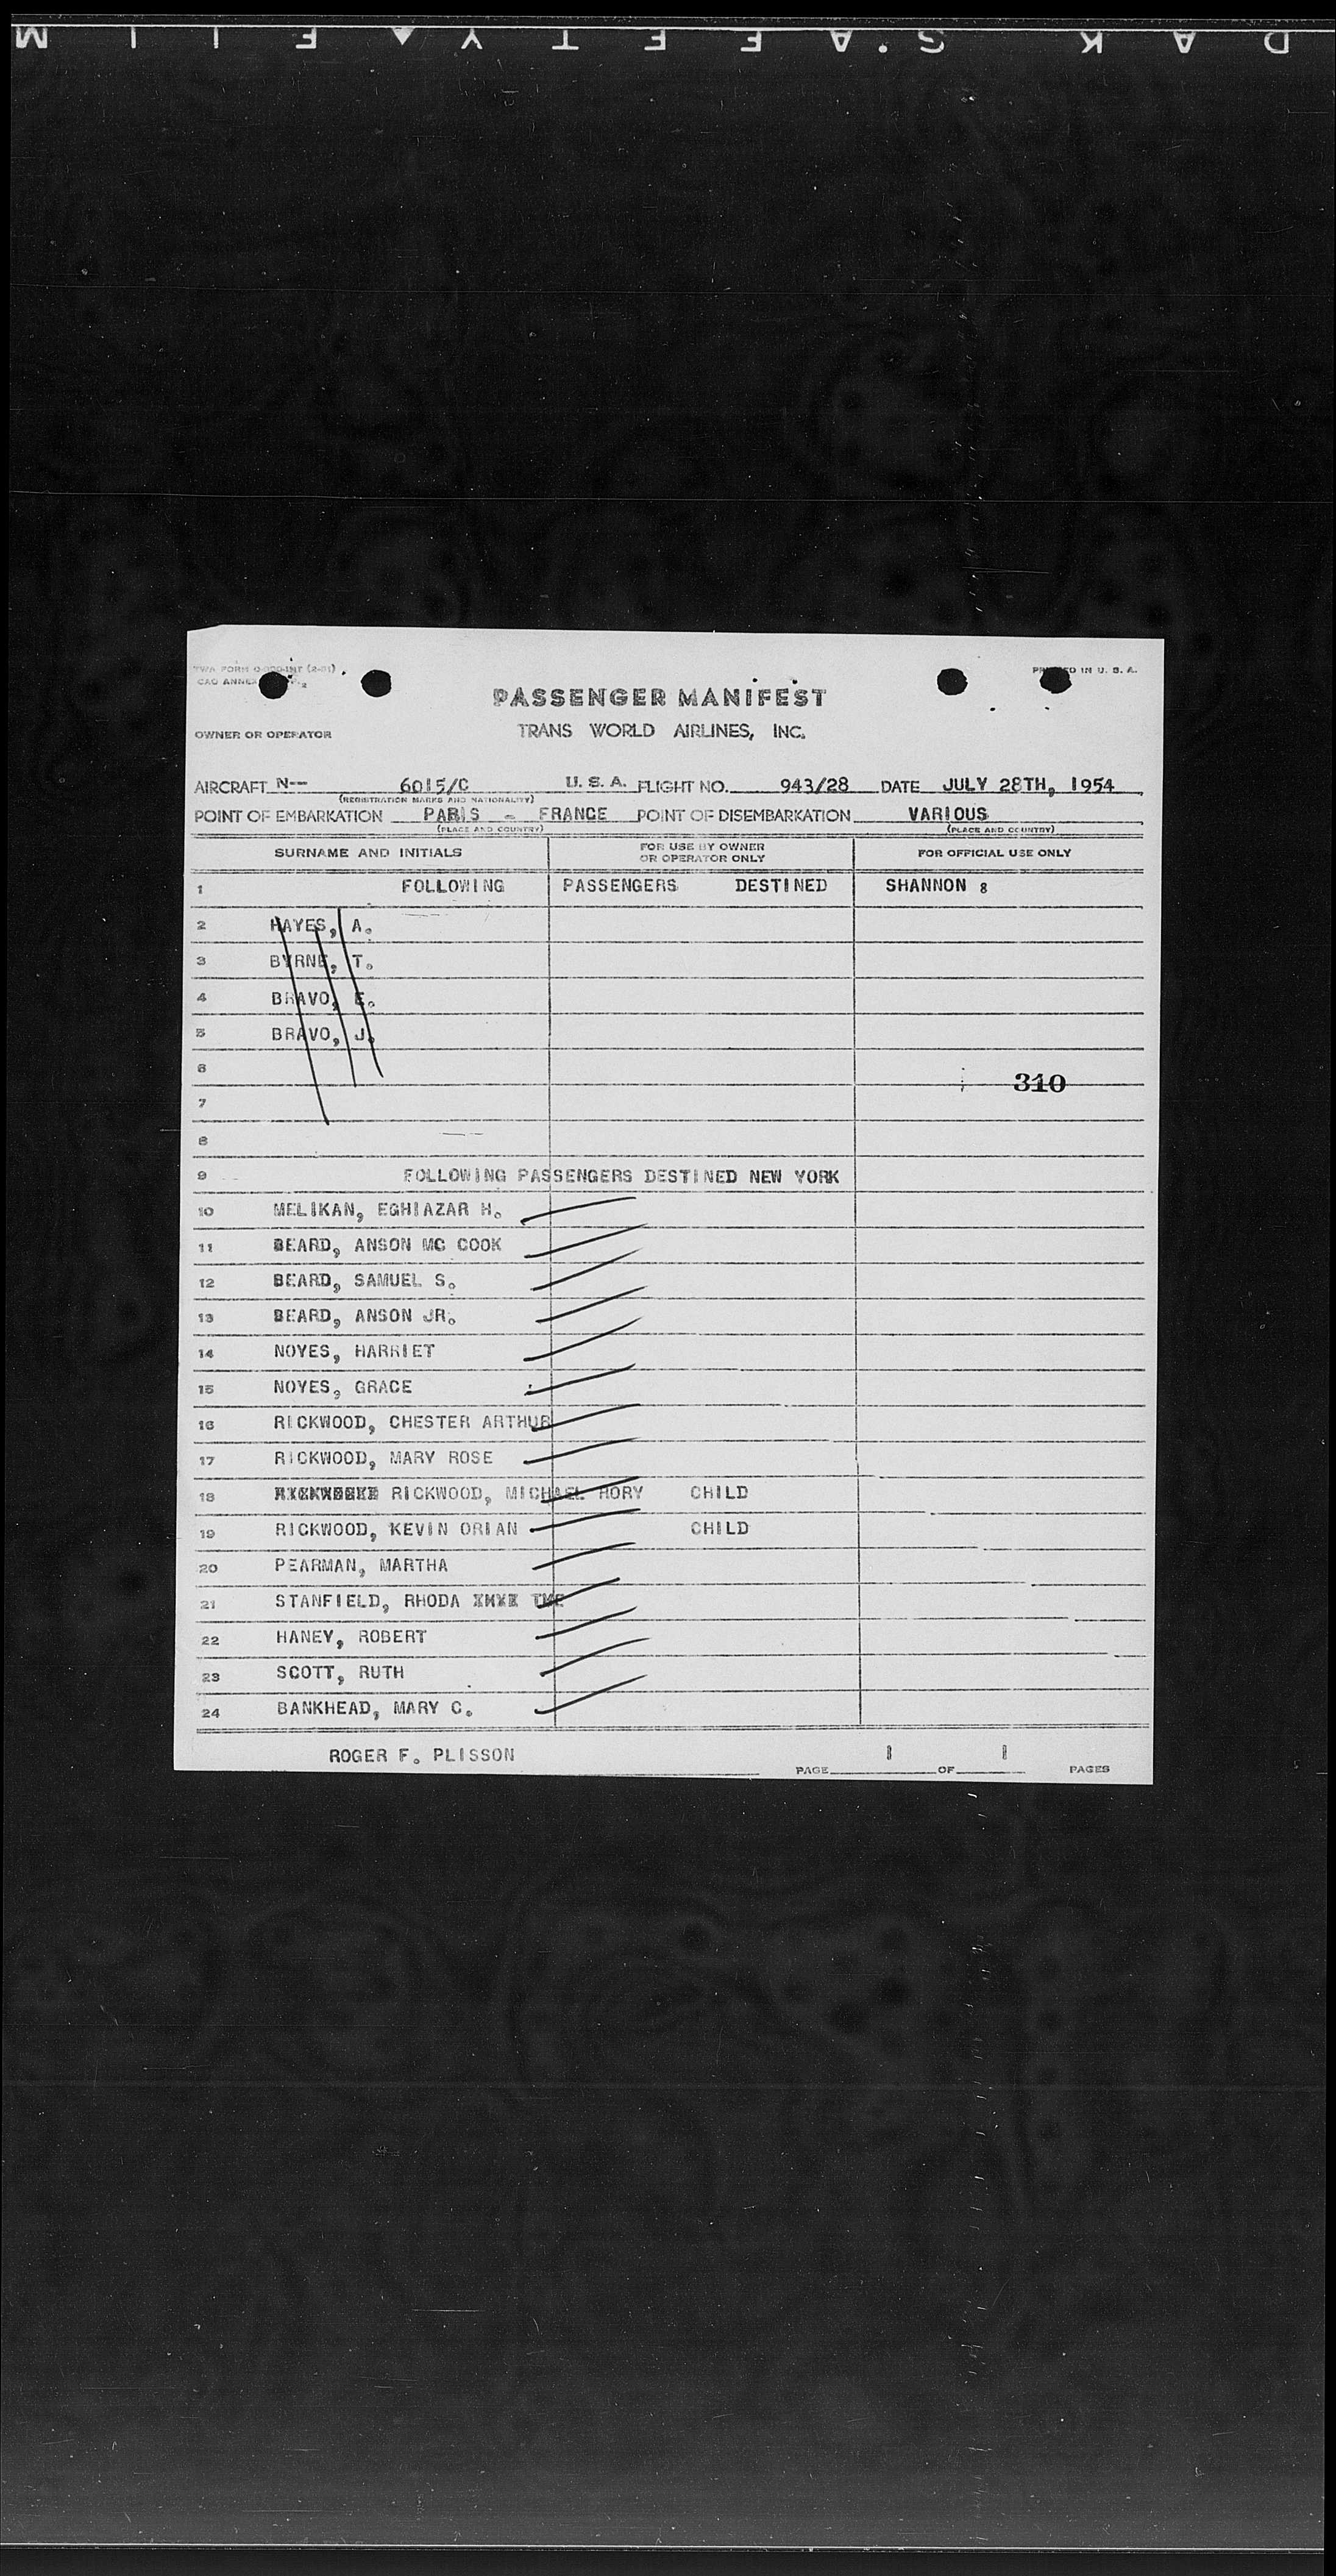 KODAK SAFETY FILM
PRINTED IN U. S. A.
CAO ANNEX
PASSENGER MANIFEST
OWNER OR OPERATOR TRANS WORLD AIRLINES, INC.
AIRCRAFT N-- 6015/C U. S. A. FLIGHT NO. 943/28 DATE JULY 28TH, 1954
(REGISTRATION MARKS AND NATIONALITY)
POINT OF EMBARKATION PARIS - FRANCE POINT OF DISEMBARKATION VARIOUS
(PLACE AND COUNTRY) (PLACE AND COUNTRY)
SURNAME AND INITIALS FOR USE BY OWNER OR OPERATOR ONLY FOR OFFICIAL USE ONLY
1 FOLLOWING PASSENGERS DESTINED SHANNON 8
2 HAYES, A.
3 BYRNE, T.
4 BRAVO, E.
5 BRAVO, J.
6
310
7
8
9 FOLLOWING PASSENGERS DESTINED NEW YORK
10 MELIKAN, EGHIAZAR H.
11 BEARD, ANSON MC COOK
12 BEARD, SAMUEL S.
13 BEARD, ANSON JR.
14 NOYES, HARRIET
15 NOYES, GRACE
16 RICKWOOD, CHESTER ARTHUR
17 RICKWOOD, MARY ROSE
18 RICKWOOD, MICHAEL RORY CHILD
19 RICKWOOD, KEVIN ORIAN CHILD
20 PEARMAN, MARTHA
21 STANFIELD, RHODA
22 HANEY, ROBERT
23 SCOTT, RUTH
24 BANKHEAD, MARY C.
ROGER F. PLISSON PAGE 1 OF 1 PAGES